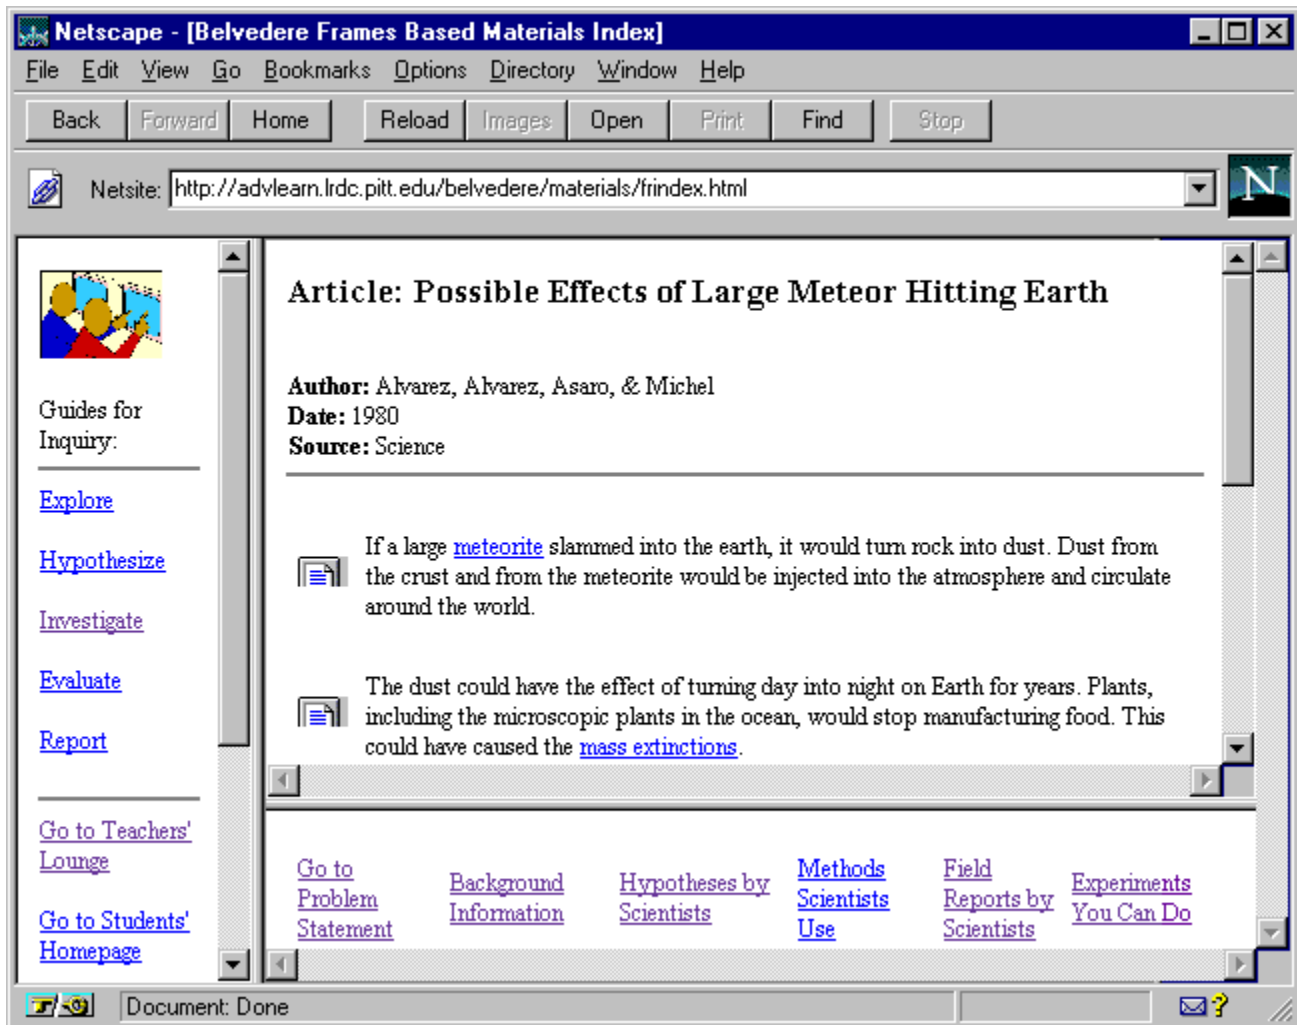 Netscape - [Belvedere Frames Based Materials Index]
File Edit View Go Bookmarks Options Directory Window Help
Back Forward Home Reload Images Open Print Find Stop
Netsite: http://advlearn.lrdc.pitt.edu/belvedere/materials/frindex.html
N
Guides for
Inquiry:
Explore
Hypothesize
Investigate
Evaluate
Report
Go to Teachers'
Lounge
Go to Students'
Homepage
Article: Possible Effects of Large Meteor Hitting Earth
Author: Alvarez, Alvarez, Asaro, & Michel
Date: 1980
Source: Science
If a large meteorite slammed into the earth, it would turn rock into dust. Dust from
the crust and from the meteorite would be injected into the atmosphere and circulate
around the world.
The dust could have the effect of turning day into night on Earth for years. Plants,
including the microscopic plants in the ocean, would stop manufacturing food. This
could have caused the mass extinctions.
Go to
Problem
Statement
Background
Information
Hypotheses by
Scientists
Methods
Scientists
Use
Field
Reports by
Scientists
Experiments
You Can Do
Document: Done
?